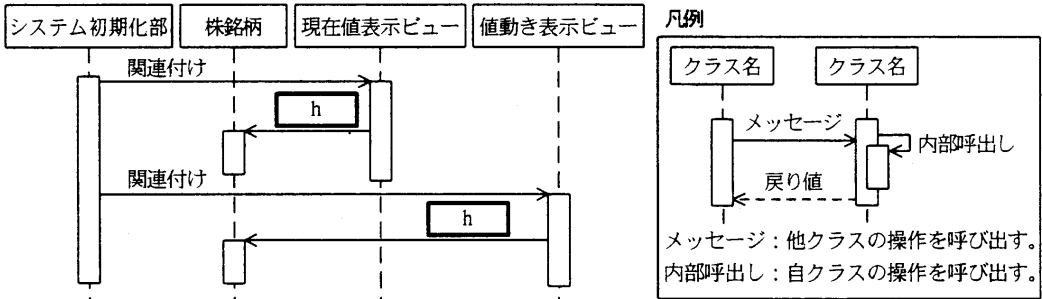 システム初期化部
株銘柄
現在値表示ビュー
値動き表示ビュー
関連付け
h
関連付け
h
凡例
クラス名
クラス名
メッセージ
内部呼出し
戻り値
メッセージ：他クラスの操作を呼び出す。
内部呼出し：自クラスの操作を呼び出す。